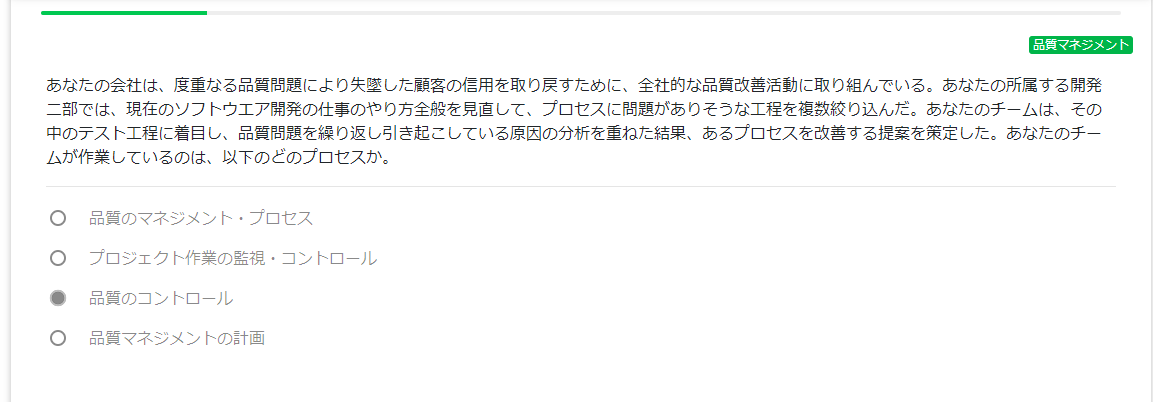 品質マネジメント
あなたの会社は、度重なる品質問題により失墜した顧客の信用を取り戻すために、全社的な品質改善活動に取り組んでいる。あなたの所属する開発
二部では、現在のソフトウエア開発の仕事のやり方全般を見直して、プロセスに問題がありそうな工程を複数絞り込んだ。あなたのチームは、その
中のテスト工程に着目し、品質問題を繰り返し引き起こしている原因の分析を重ねた結果、あるプロセスを改善する提案を策定した。あなたのチー
ムが作業しているのは、以下のどのプロセスか。
品質のマネジメント・プロセス
プロジェクト作業の監視・コントロール
品質のコントロール
品質マネジメントの計画